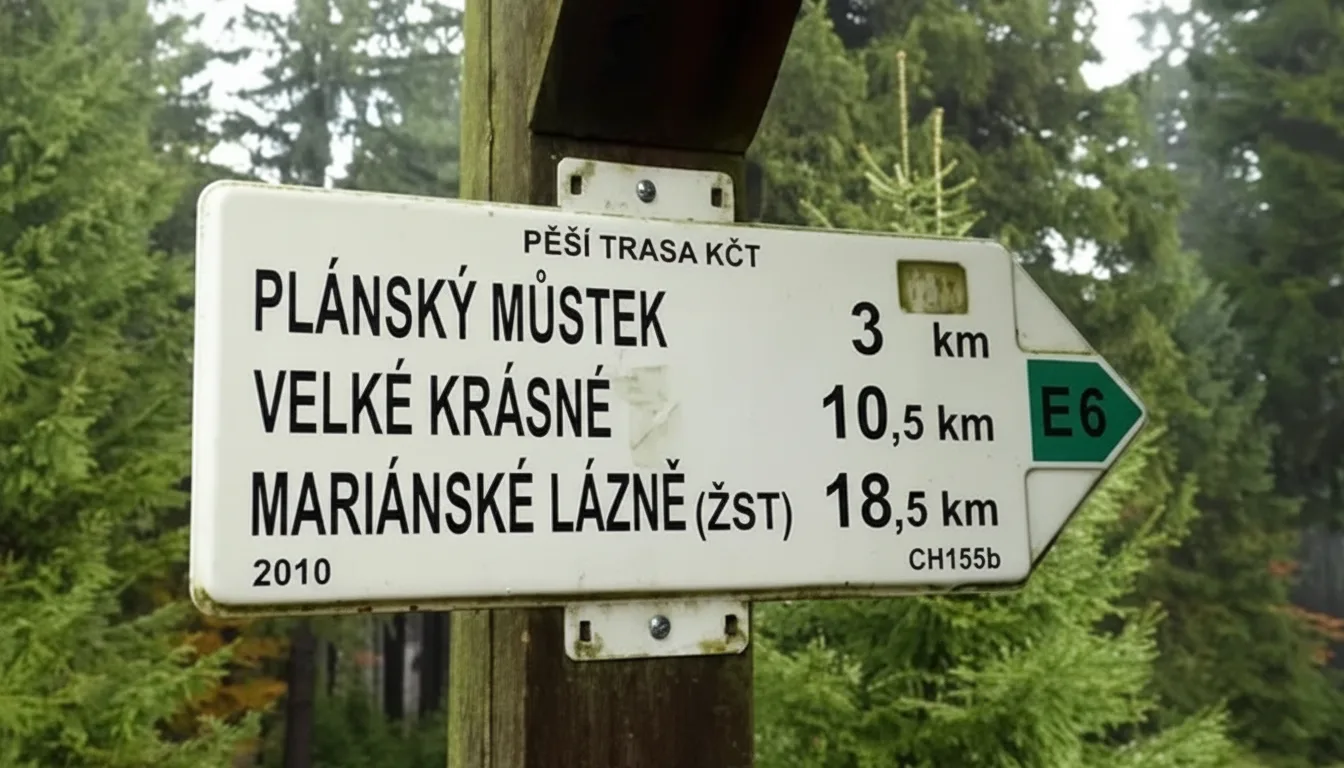 PĚŠÍ TRASA KČT
PLÁNSKÝ MŮSTEK 3 km
VELKÉ KRÁSNÉ 10,5 km
E6
MARIÁNSKÉ LÁZNĚ (ŽST) 18,5 km
2010 CH155b